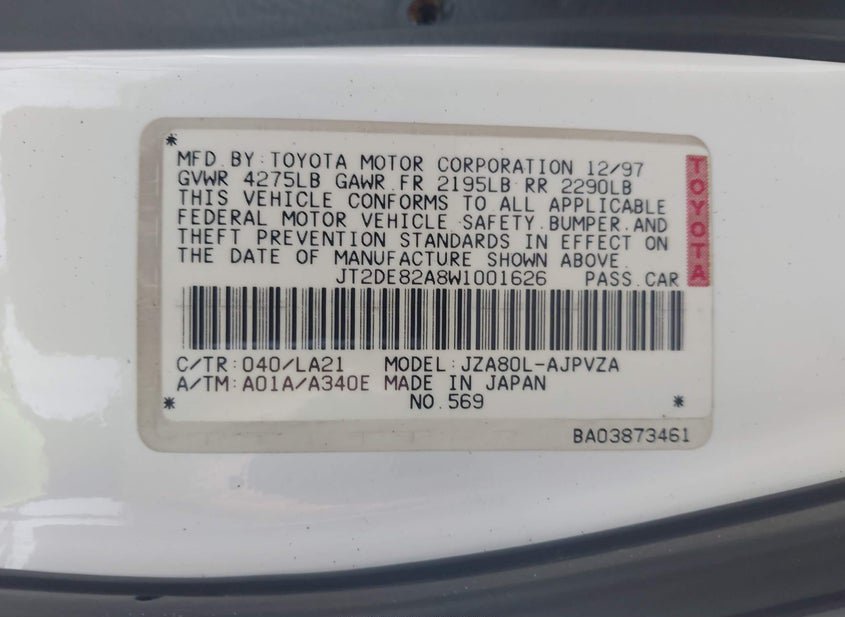 *
MFD BY:TOYOTA MOTOR CORPORATION 12/97
GVWR 4275LB GAWR FR 2195LB RR 2290LB
THIS VEHICLE CONFORMS TO ALL APPLICABLE
FEDERAL MOTOR VEHICLE SAFETY.BUMPER.AND
THEFT PREVENTION STANDARDS IN EFFECT ON
THE DATE OF MANUFACTURE SHOWN ABOVE.
JT2DE82A8W1001626 PASS.CAR
TOYOTA
C/TR:040/LA21 MODEL:JZA80L-AJPVZA
A/TM:A01A/A340E MADE IN JAPAN
* NO.569 *
BA03873461